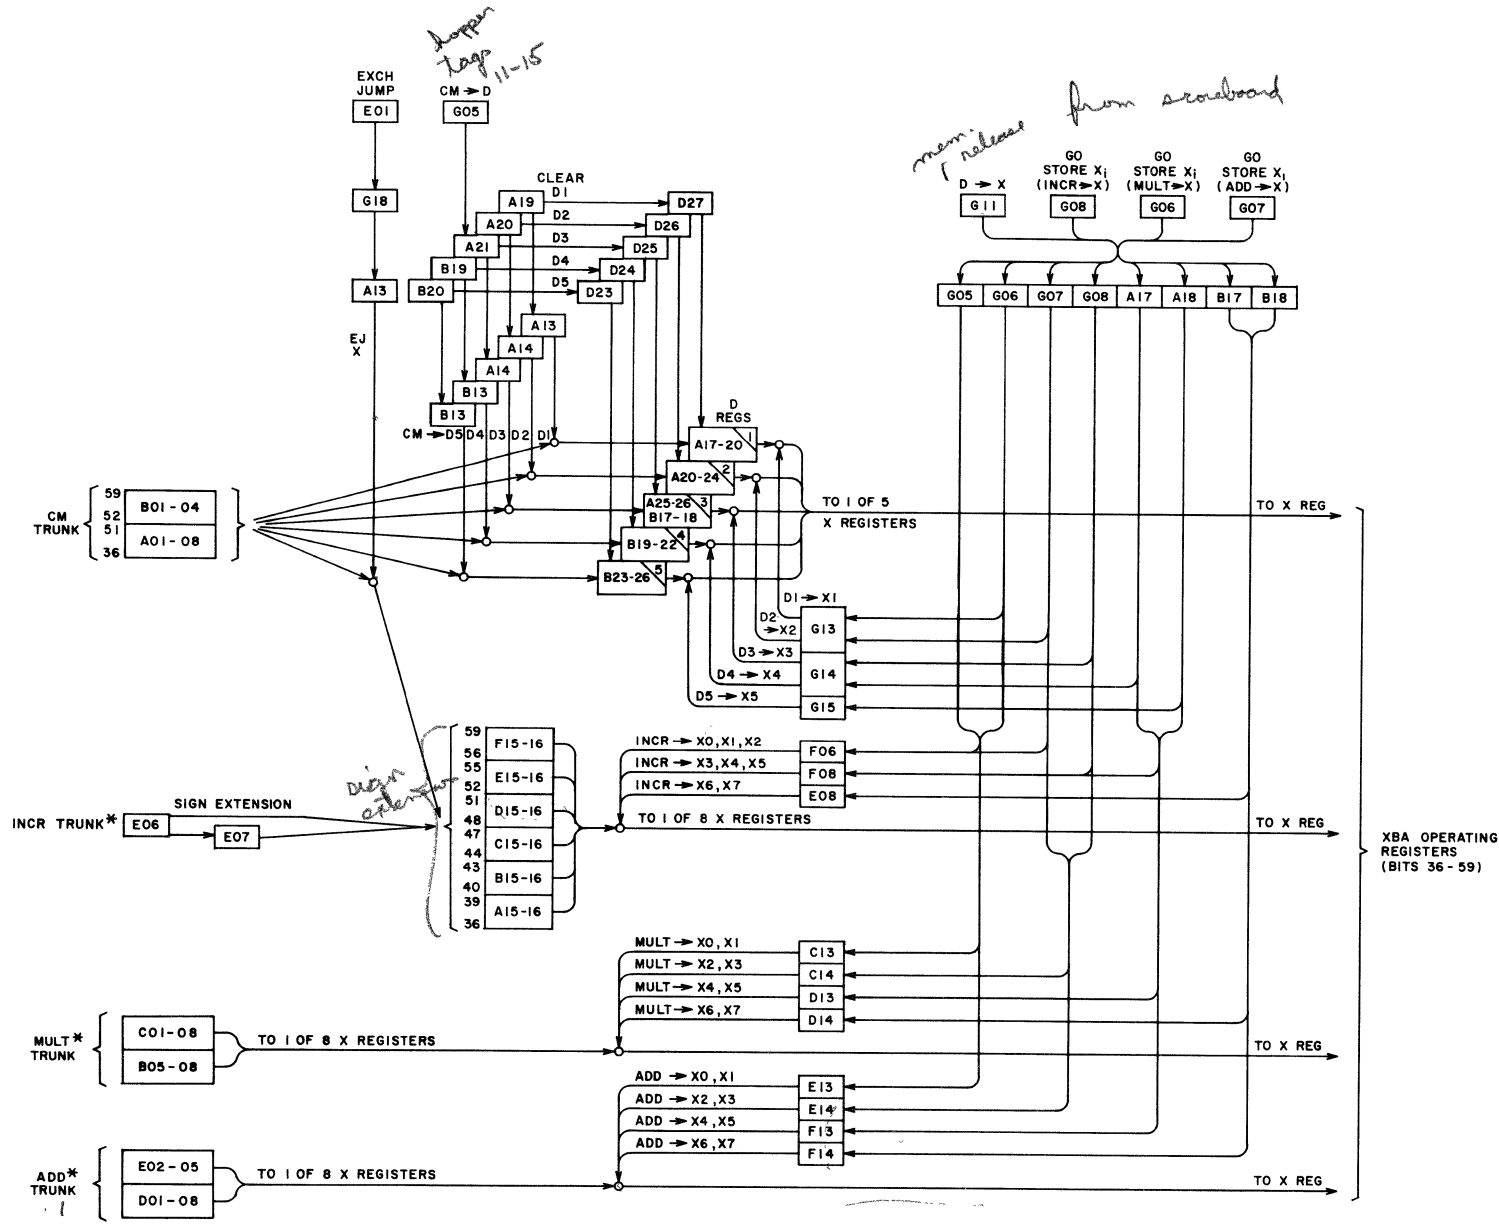 hopper
tags
11-15
EXCH
JUMP
E01
CM → D
G05
mem.
release
from scoreboard
D → X
G11
GO
STORE Xi
(INCR→X)
G08
GO
STORE Xi
(MULT→X)
G06
GO
STORE Xi
(ADD→X)
G07
G18
CLEAR
A19
D1
D27
A20
D2
D26
A21
D3
D25
B19
D4
D24
B20
D5
D23
A13
G05
G06
G07
G08
A17
A18
B17
B18
EJ
X
A13
A14
A14
B13
B13
CM → D5 D4 D3 D2 D1
D
REGS
A17-20
1
A20-24
2
A25-26
B17-18
3
B19-22
4
B23-26
5
TO 1 OF 5
X REGISTERS
TO X REG
CM
TRUNK
59
52
51
36
B01-04
A01-08
D1 → X1
D2
→ X2
D3 → X3
D4 → X4
D5 → X5
G13
G14
G15
sign
extension
SIGN EXTENSION
INCR TRUNK*
E06
E07
59
F15-16
56
55
E15-16
52
51
D15-16
48
47
C15-16
44
43
B15-16
40
39
A15-16
36
INCR → X0, X1, X2
F06
INCR → X3, X4, X5
F08
INCR → X6, X7
E08
TO 1 OF 8 X REGISTERS
TO X REG
XBA OPERATING
REGISTERS
(BITS 36-59)
MULT → X0, X1
C13
MULT → X2, X3
C14
MULT → X4, X5
D13
MULT → X6, X7
D14
MULT*
TRUNK
C01-08
B05-08
TO 1 OF 8 X REGISTERS
TO X REG
ADD → X0, X1
E13
ADD → X2, X3
E14
ADD → X4, X5
F13
ADD → X6, X7
F14
ADD*
TRUNK
E02-05
D01-08
TO 1 OF 8 X REGISTERS
TO X REG